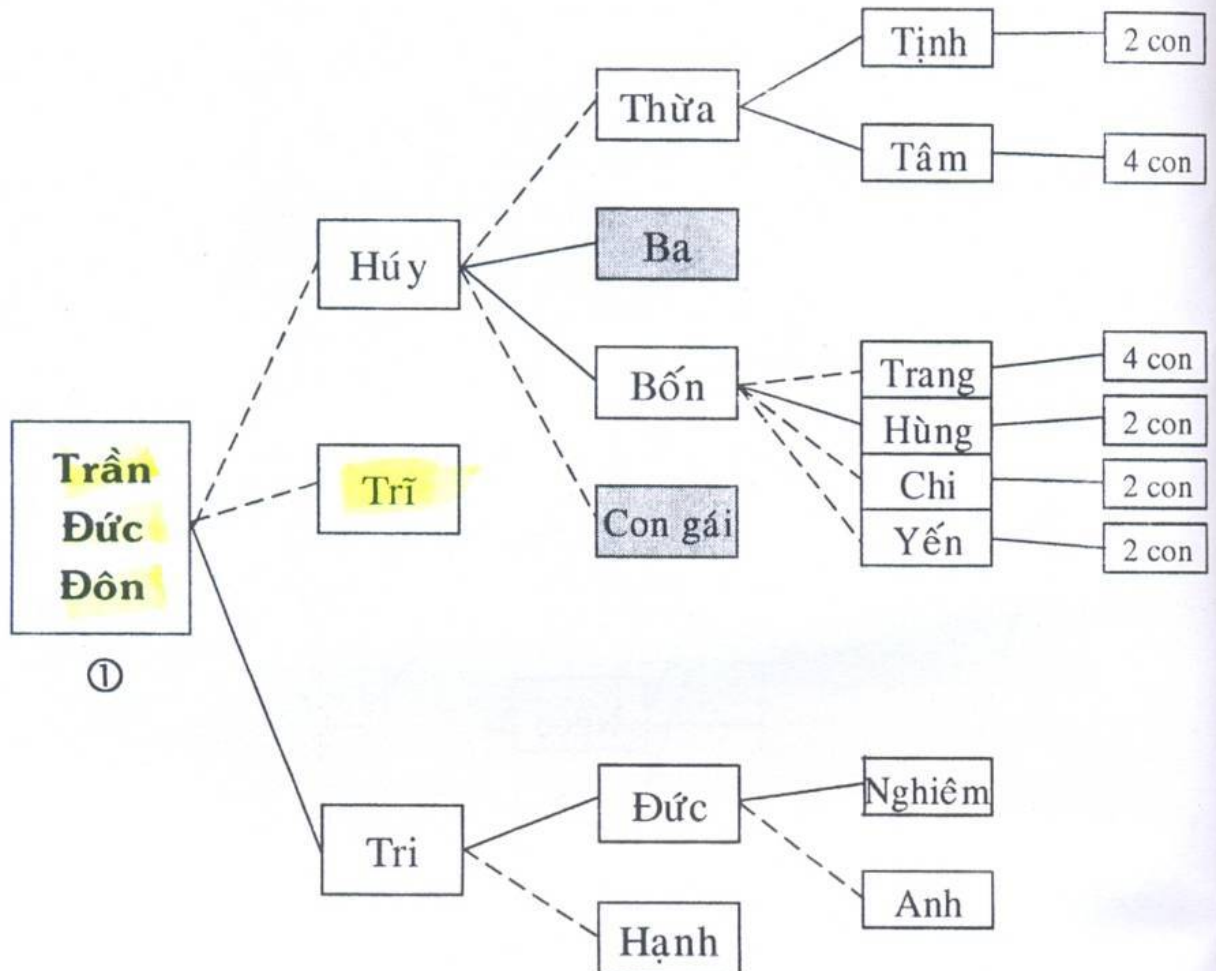 Tịnh
2 con
Thừa
Tâm
4 con
Húy
Ba
Bốn
Trang
4 con
Hùng
2 con
Chi
2 con
Yến
2 con
Con gái
Trần
Đức
Đôn
①
Trĩ
Tri
Đức
Nghiêm
Anh
Hạnh